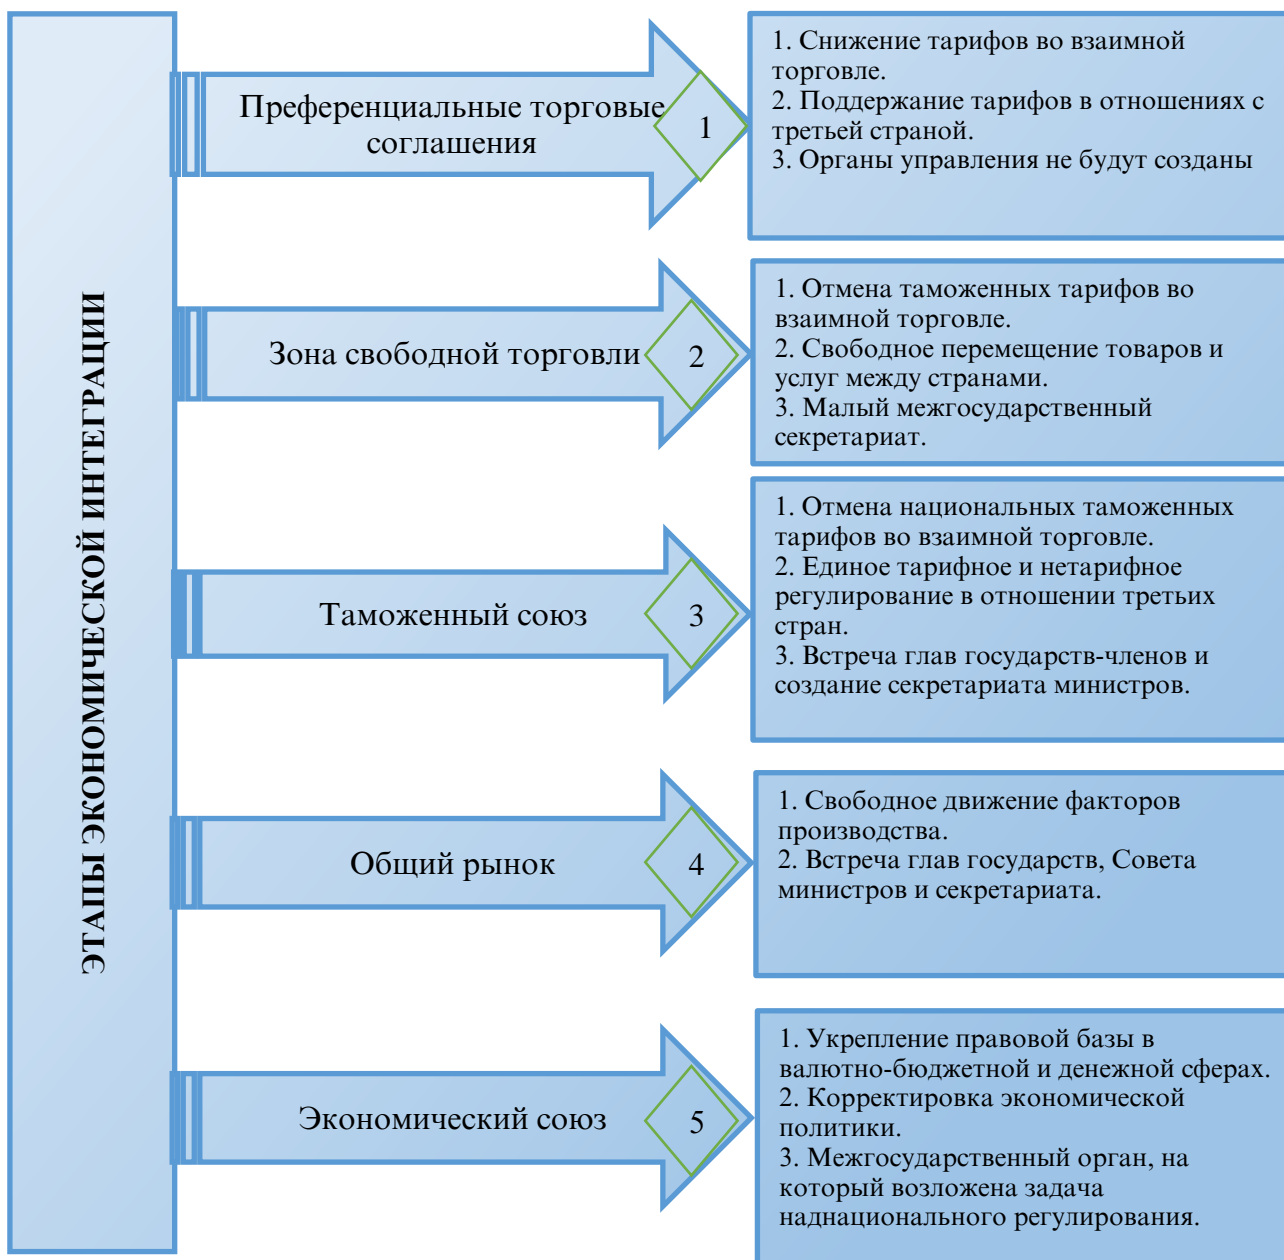 ЭТАПЫ ЭКОНОМИЧЕСКОЙ ИНТЕГРАЦИИ
Преференциальные торговые
соглашения
1
1. Снижение тарифов во взаимной
торговле.
2. Поддержание тарифов в отношениях с
третьей страной.
3. Органы управления не будут созданы
Зона свободной торговли
2
1. Отмена таможенных тарифов во
взаимной торговле.
2. Свободное перемещение товаров и
услуг между странами.
3. Малый межгосударственный
секретариат.
Таможенный союз
3
1. Отмена национальных таможенных
тарифов во взаимной торговле.
2. Единое тарифное и нетарифное
регулирование в отношении третьих
стран.
3. Встреча глав государств-членов и
создание секретариата министров.
Общий рынок
4
1. Свободное движение факторов
производства.
2. Встреча глав государств, Совета
министров и секретариата.
Экономический союз
5
1. Укрепление правовой базы в
валютно-бюджетной и денежной сферах.
2. Корректировка экономической
политики.
3. Межгосударственный орган, на
который возложена задача
наднационального регулирования.